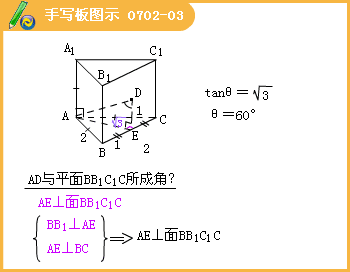 手写板图示 0702-03
A₁ C₁
B₁
D
1
A √3 C
2 E
1 2
B
tanθ＝√3
θ＝60°
AD与平面BB₁C₁C所成角？
AE⊥面BB₁C₁C
BB₁⊥AE
AE⊥BC
⇒ AE⊥面BB₁C₁C